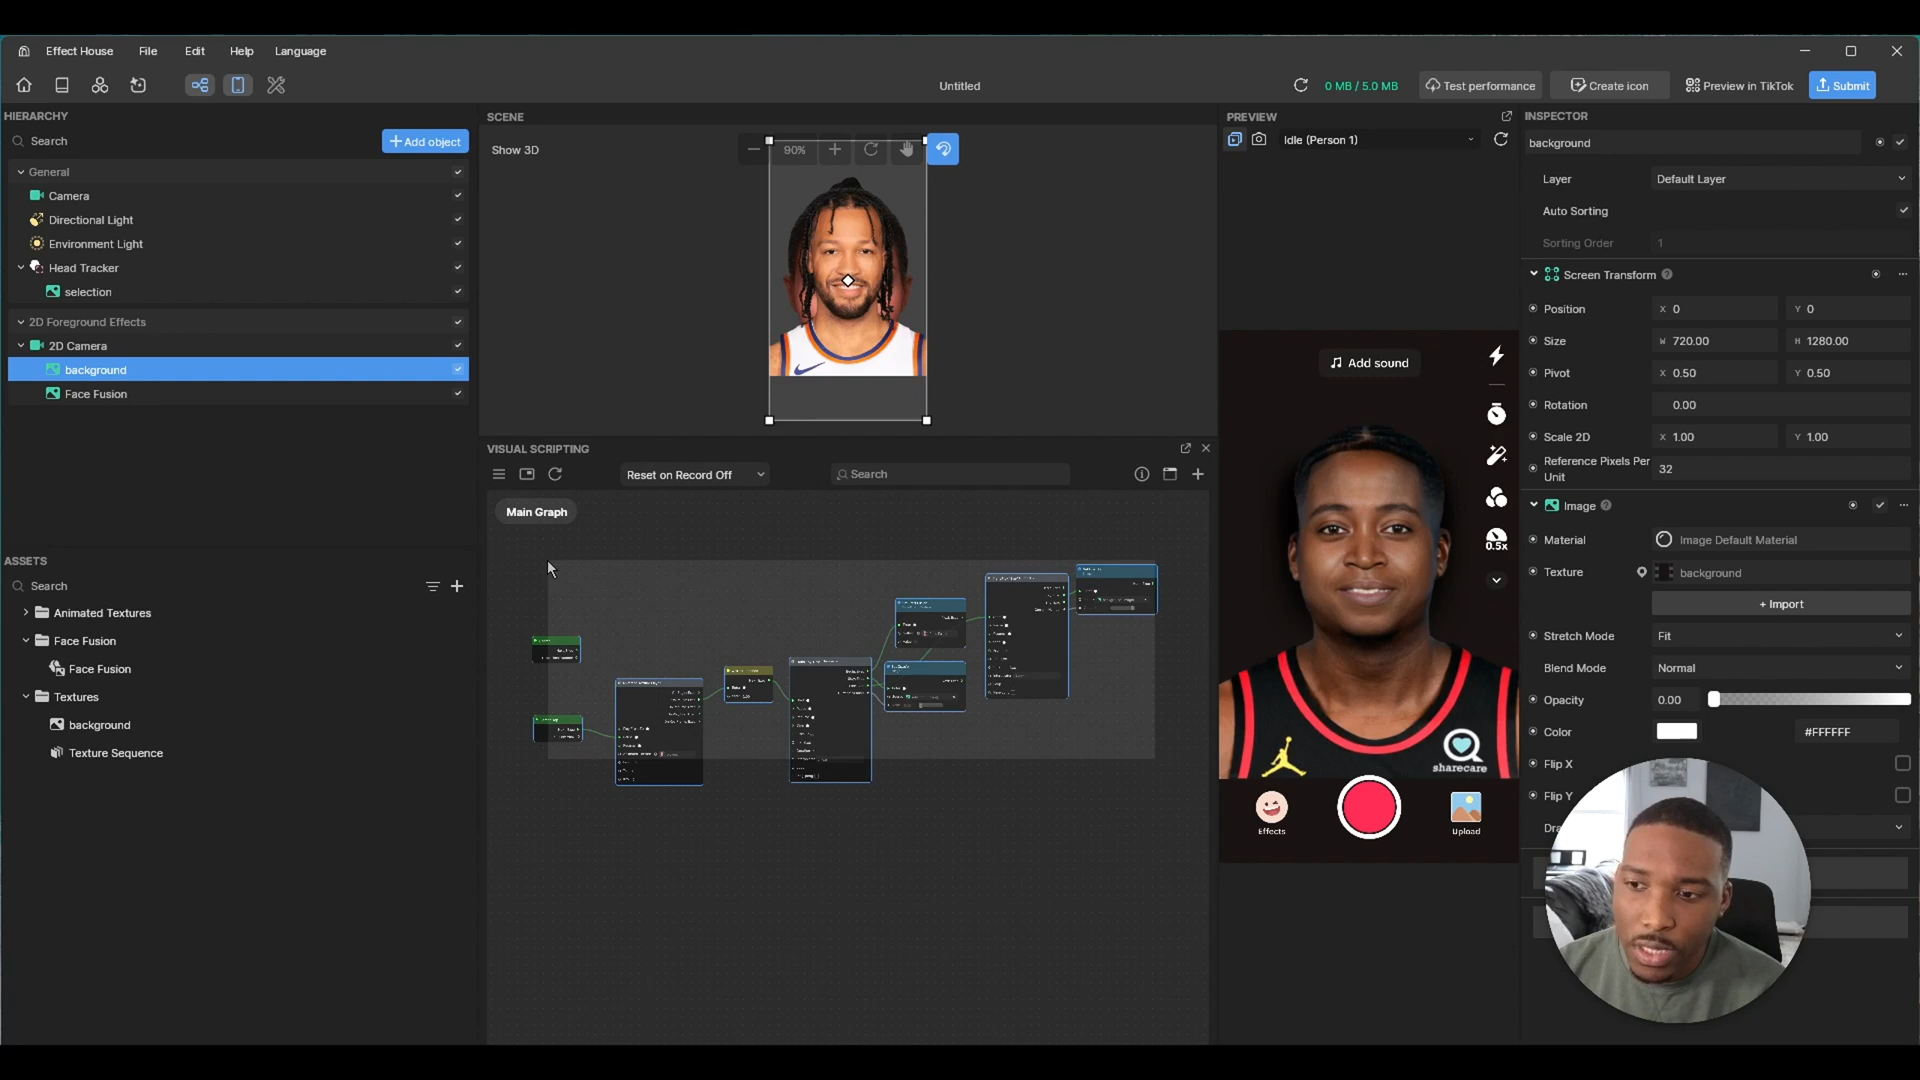 Effect House
File
Edit
Help
Language
Untitled
0 MB / 5.0 MB
Test performance
Create icon
Preview in TikTok
Submit
HIERARCHY
Search
Add object
General
Camera
Directional Light
Environment Light
Head Tracker
selection
2D Foreground Effects
2D Camera
background
Face Fusion
ASSETS
Search
Animated Textures
Face Fusion
Face Fusion
Textures
background
Texture Sequence
SCENE
Show 3D
90%
VISUAL SCRIPTING
Reset on Record Off
Search
Main Graph
PREVIEW
Idle (Person 1)
Add sound
0.5x
sharecare
Effects
Upload
INSPECTOR
background
Layer
Default Layer
Auto Sorting
Sorting Order
1
Screen Transform
Position X 0 Y 0
Size W 720.00 H 1280.00
Pivot X 0.50 Y 0.50
Rotation 0.00
Scale 2D X 1.00 Y 1.00
Reference Pixels Per
Unit
32
Image
Material
Image Default Material
Texture
background
+ Import
Stretch Mode
Fit
Blend Mode
Normal
Opacity
0.00
Color
#FFFFFF
Flip X
Flip Y